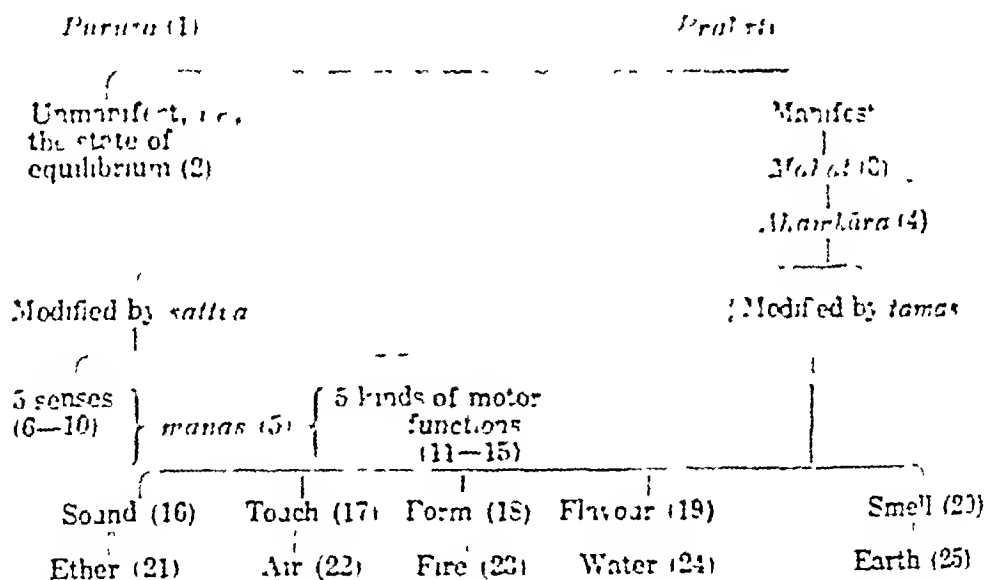 Puruṣa (1) Prakṛti
Unmanifest, i.e., Manifest
the state of
equilibrium (2) Mahat (3)
Ahaṁkāra (4)
Modified by sattva Modified by tamas
5 senses 5 kinds of motor
(6—10) manas (5) functions
(11—15)
Sound (16) Touch (17) Form (18) Flavour (19) Smell (20)
Ether (21) Air (22) Fire (23) Water (24) Earth (25)